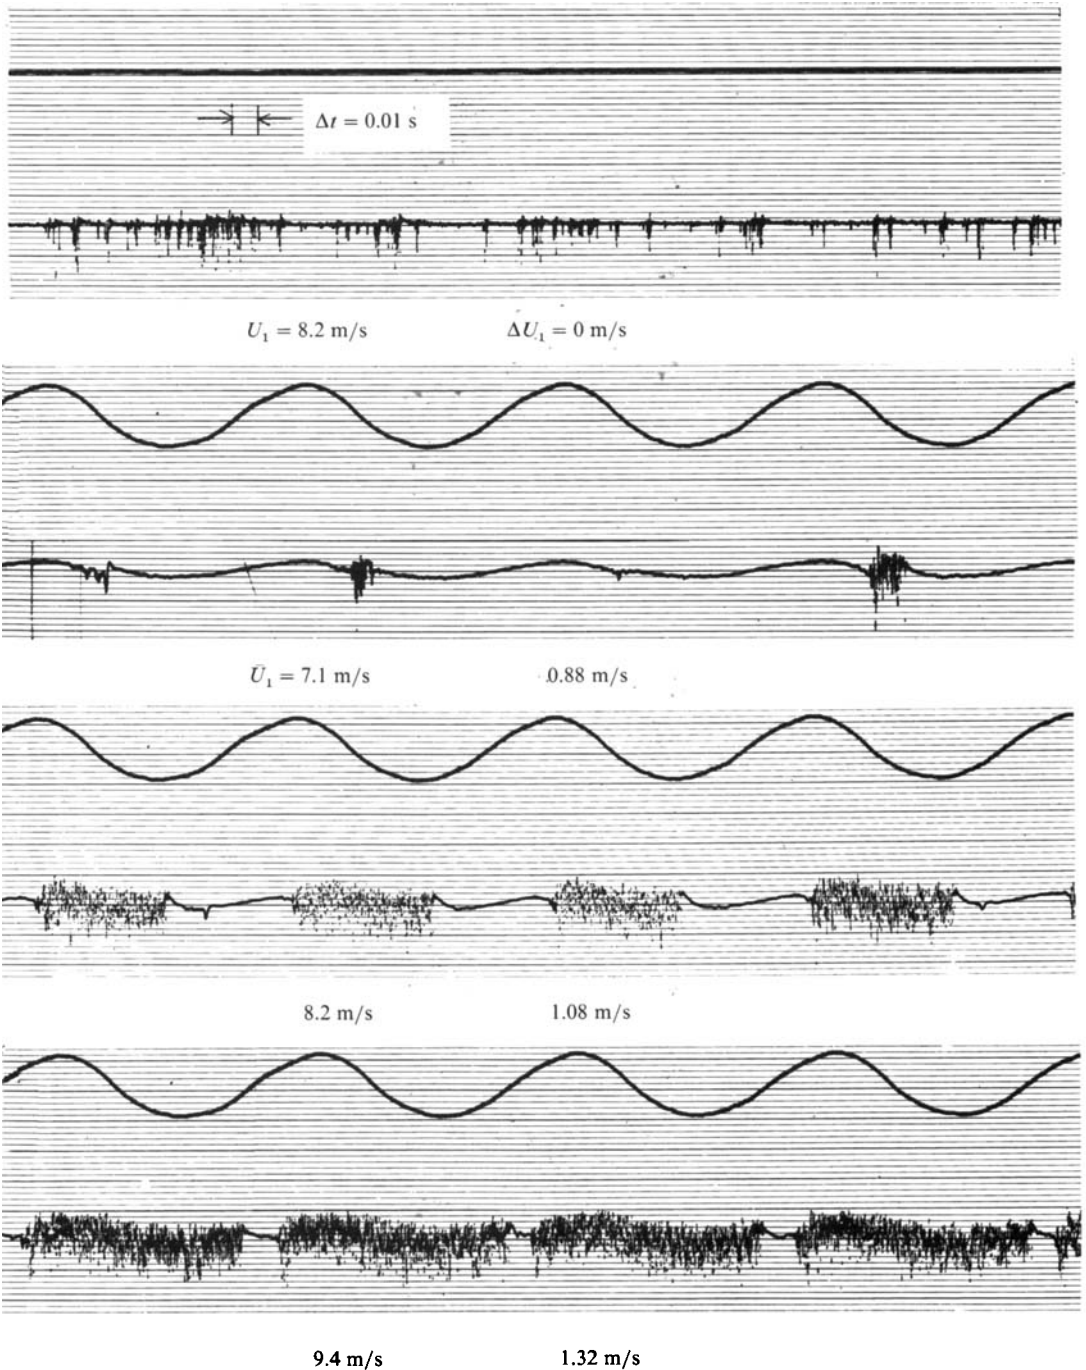 Δt = 0.01 s
U₁ = 8.2 m/s ΔU₁ = 0 m/s
Ū₁ = 7.1 m/s 0.88 m/s
8.2 m/s 1.08 m/s
9.4 m/s 1.32 m/s